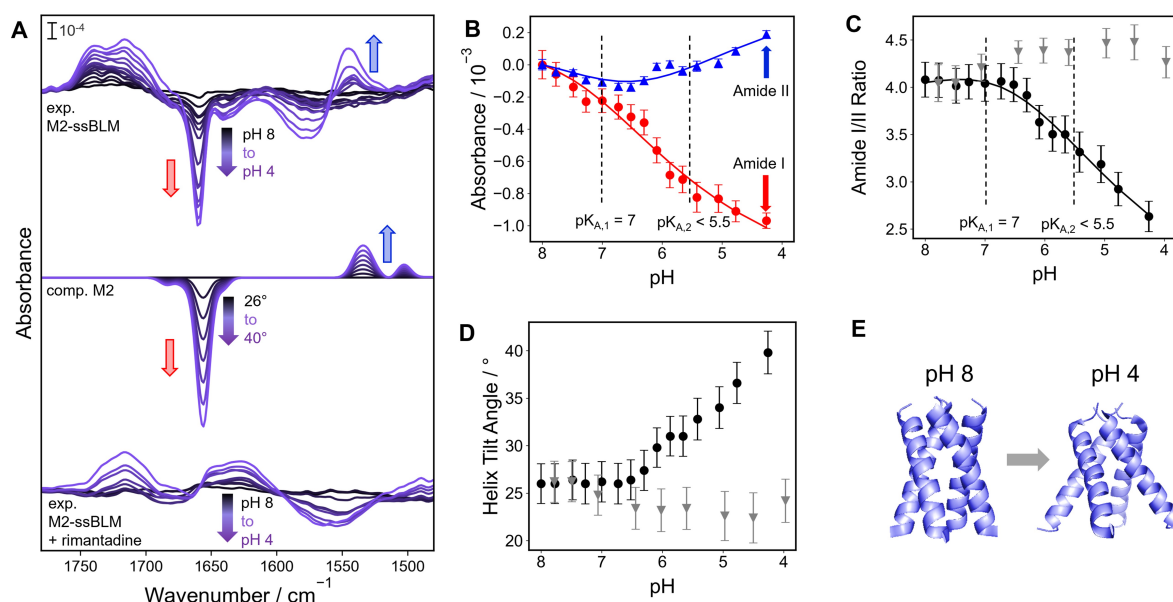 A
10⁻⁴
exp.
M2-ssBLM
pH 8
to
pH 4
comp. M2
26°
to
40°
exp.
M2-ssBLM
+ rimantadine
pH 8
to
pH 4
Absorbance
1750 1700 1650 1600 1550 1500
Wavenumber / cm⁻¹
B
Absorbance / 10⁻³
0.2
0.0
−0.2
−0.4
−0.6
−0.8
−1.0
Amide II
Amide I
pK_A,1 = 7
pK_A,2 < 5.5
8 7 6 5 4
pH
C
Amide I/II Ratio
4.5
4.0
3.5
3.0
2.5
pK_A,1 = 7
pK_A,2 < 5.5
8 7 6 5 4
pH
D
Helix Tilt Angle / °
40
35
30
25
20
8 7 6 5 4
pH
E
pH 8
pH 4